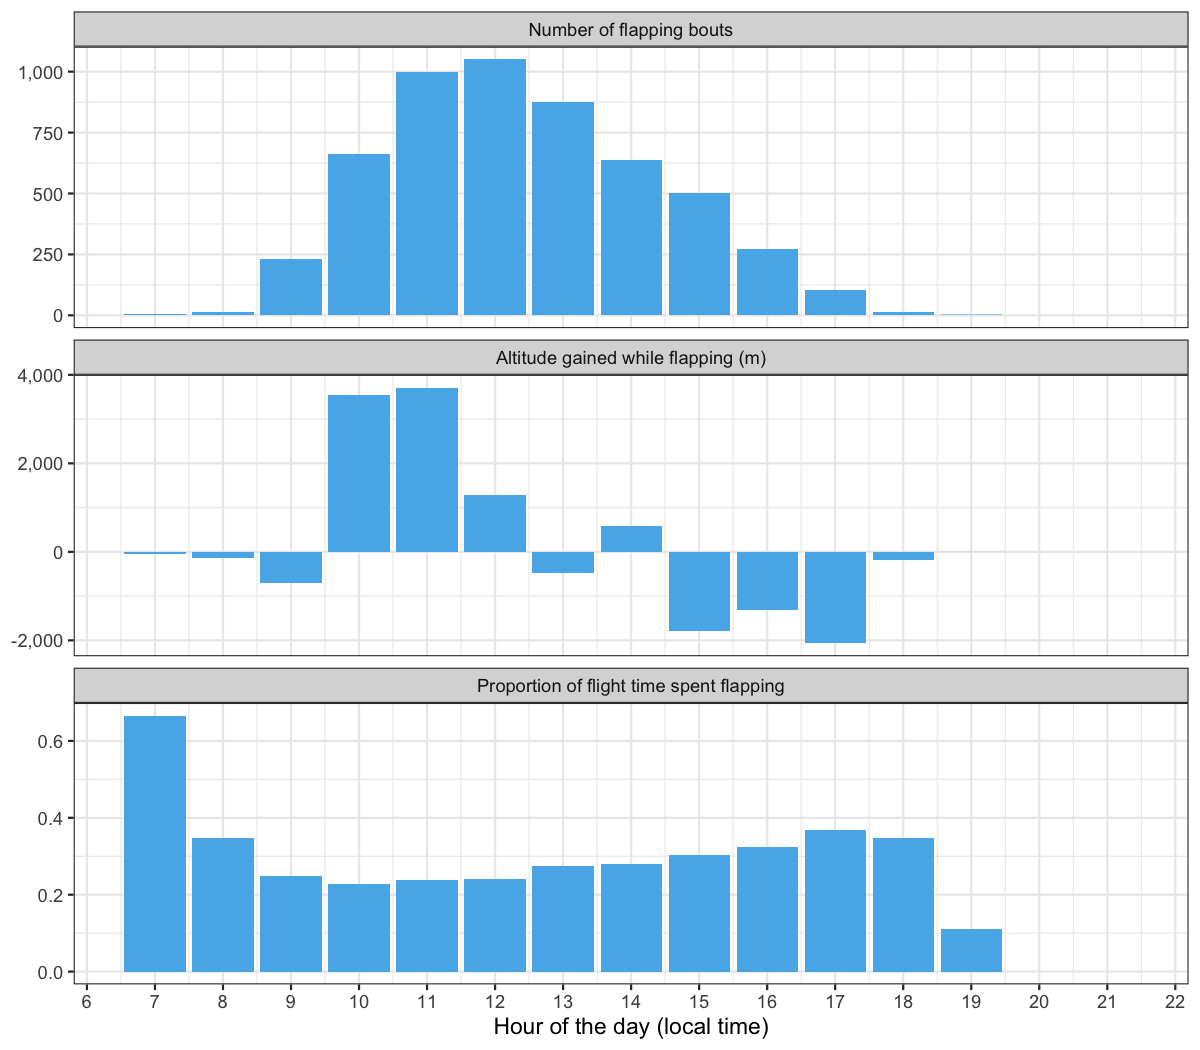 Number of flapping bouts
1,000
750
500
250
0
Altitude gained while flapping (m)
4,000
2,000
0
-2,000
Proportion of flight time spent flapping
0.6
0.4
0.2
0.0
6 7 8 9 10 11 12 13 14 15 16 17 18 19 20 21 22
Hour of the day (local time)